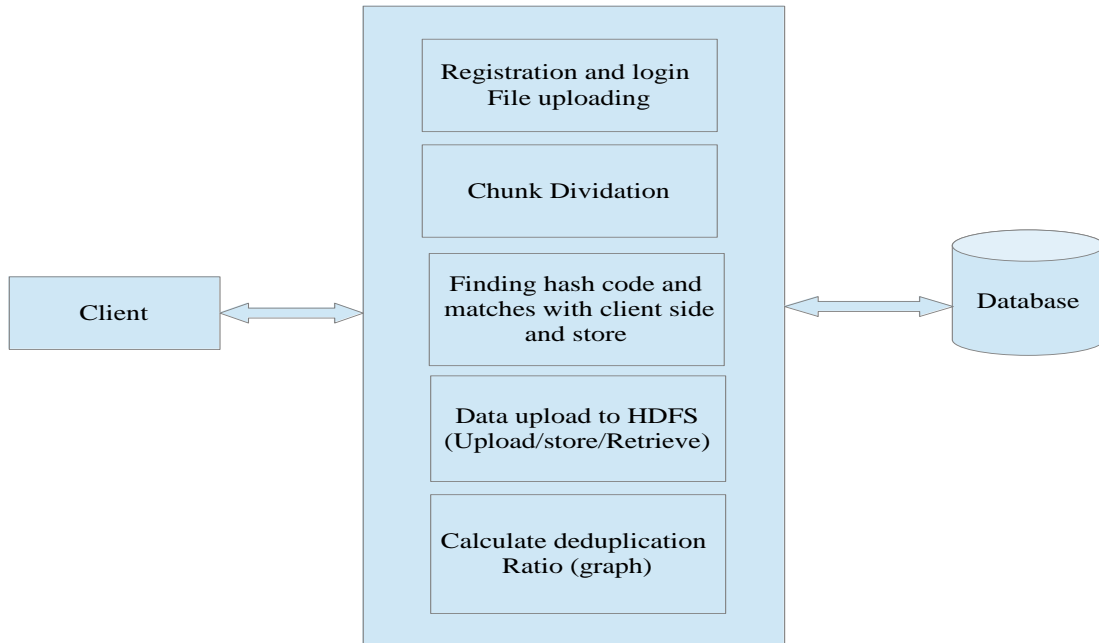 Registration and login
File uploading
Chunk Dividation
Finding hash code and
matches with client side
and store
Client
Database
Data upload to HDFS
(Upload/store/Retrieve)
Calculate deduplication
Ratio (graph)